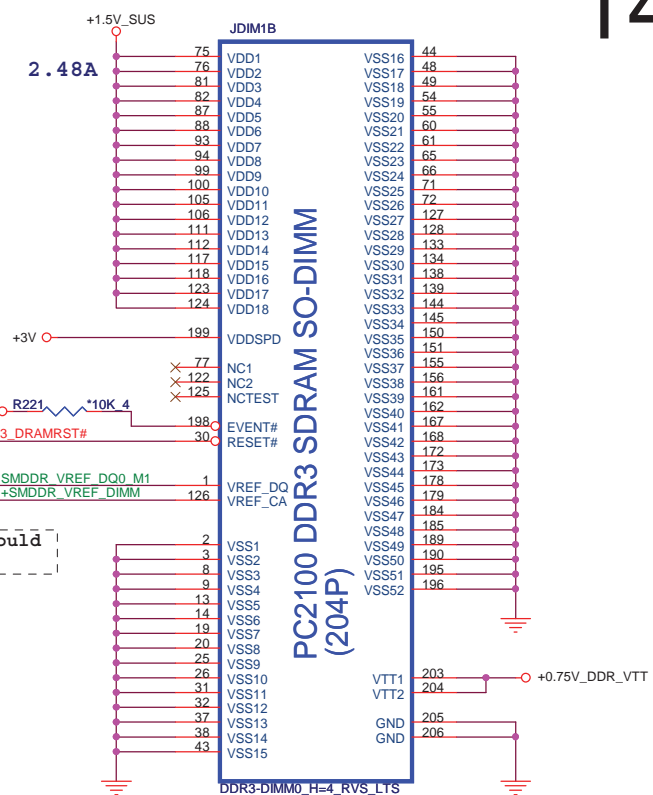 +1.5V_SUS
JDIM1B
2.48A
75 VDD1 VSS16 44
76 VDD2 VSS17 48
81 VDD3 VSS18 49
82 VDD4 VSS19 54
87 VDD5 VSS20 55
88 VDD6 VSS21 60
93 VDD7 VSS22 61
94 VDD8 VSS23 65
99 VDD9 VSS24 66
100 VDD10 VSS25 71
105 VDD11 VSS26 72
106 VDD12 VSS27 127
111 VDD13 VSS28 128
112 VDD14 VSS29 133
117 VDD15 VSS30 134
118 VDD16 VSS31 138
123 VDD17 VSS32 139
124 VDD18 VSS33 144
VSS34 145
+3V 199 VDDSPD VSS35 150
VSS36 151
77 NC1 VSS37 155
122 NC2 VSS38 156
125 NCTEST VSS39 161
VSS40 162
R221 *10K_4 198 EVENT# VSS41 167
3_DRAMRST# 30 RESET# VSS42 168
VSS43 172
VSS44 173
SMDDR_VREF_DQ0_M1 1 VREF_DQ VSS45 178
+SMDDR_VREF_DIMM 126 VREF_CA VSS46 179
VSS47 184
VSS48 185
2 VSS1 VSS49 189
3 VSS2 VSS50 190
8 VSS3 VSS51 195
9 VSS4 VSS52 196
13 VSS5
14 VSS6
19 VSS7
20 VSS8
25 VSS9
26 VSS10 VTT1 203 +0.75V_DDR_VTT
31 VSS11 VTT2 204
32 VSS12
37 VSS13 GND 205
38 VSS14 GND 206
43 VSS15
PC2100 DDR3 SDRAM SO-DIMM
(204P)
DDR3-DIMM0_H=4_RVS_LTS